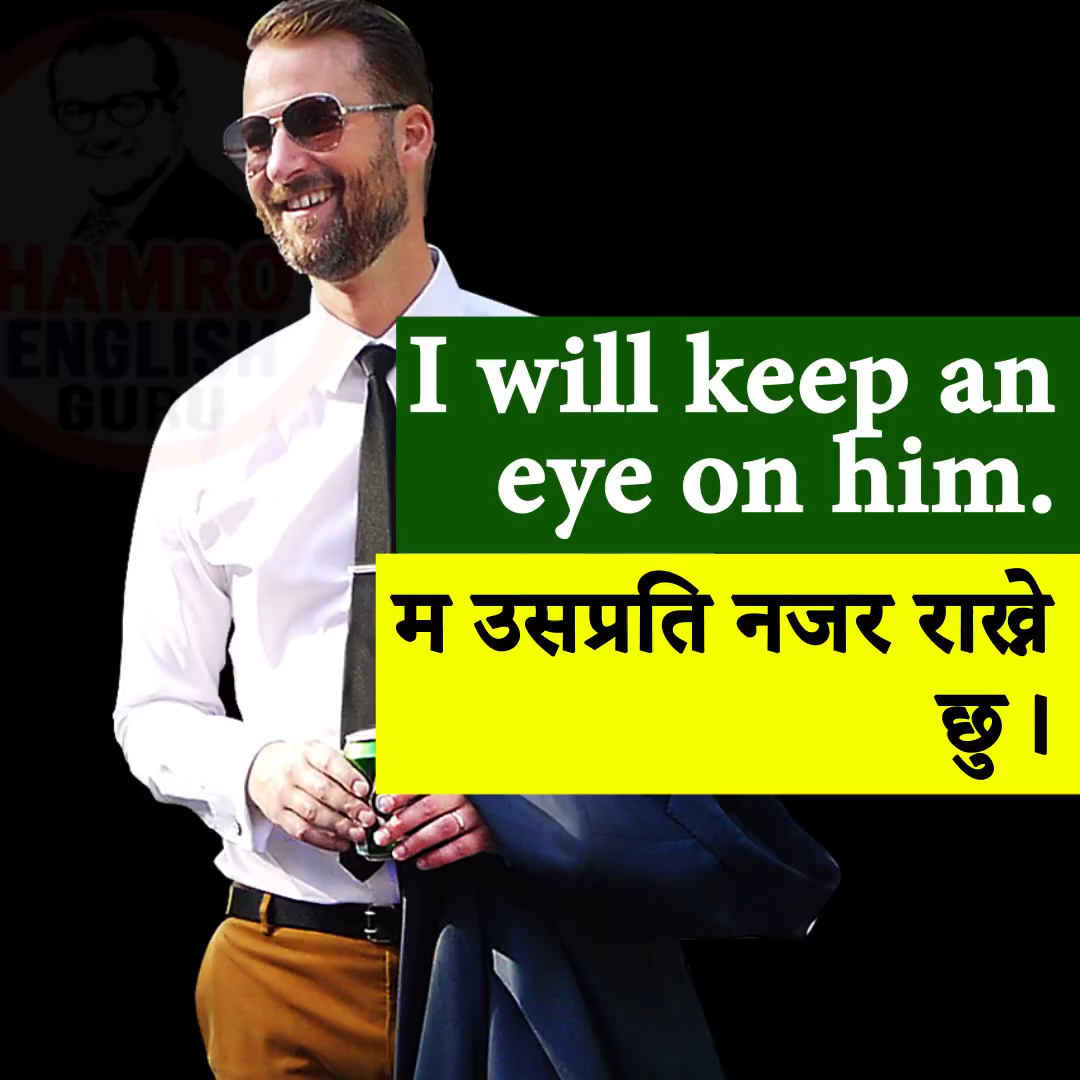 HAMRO
ENGLISH
GURU
I will keep an
eye on him.
म उसप्रति नजर राख्ने
छु ।